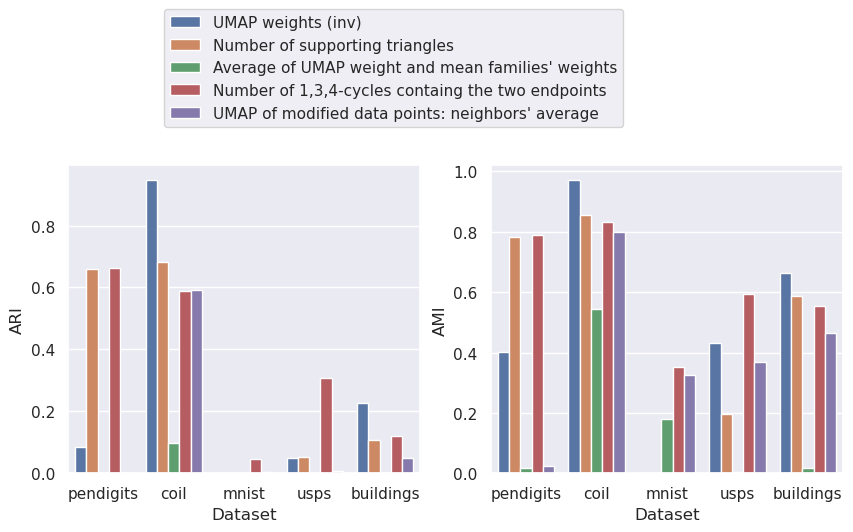 UMAP weights (inv)
Number of supporting triangles
Average of UMAP weight and mean families' weights
Number of 1,3,4-cycles containg the two endpoints
UMAP of modified data points: neighbors' average
ARI
0.8
0.6
0.4
0.2
0.0
pendigits coil mnist usps buildings
Dataset
AMI
1.0
0.8
0.6
0.4
0.2
0.0
pendigits coil mnist usps buildings
Dataset